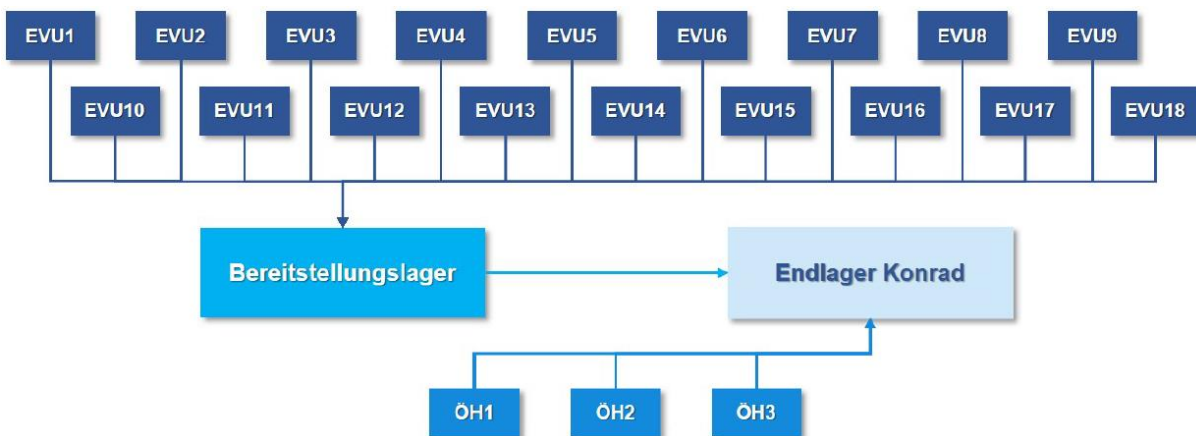 EVU1 EVU2 EVU3 EVU4 EVU5 EVU6 EVU7 EVU8 EVU9
EVU10 EVU11 EVU12 EVU13 EVU14 EVU15 EVU16 EVU17 EVU18
Bereitstellungslager Endlager Konrad
ÖH1 ÖH2 ÖH3